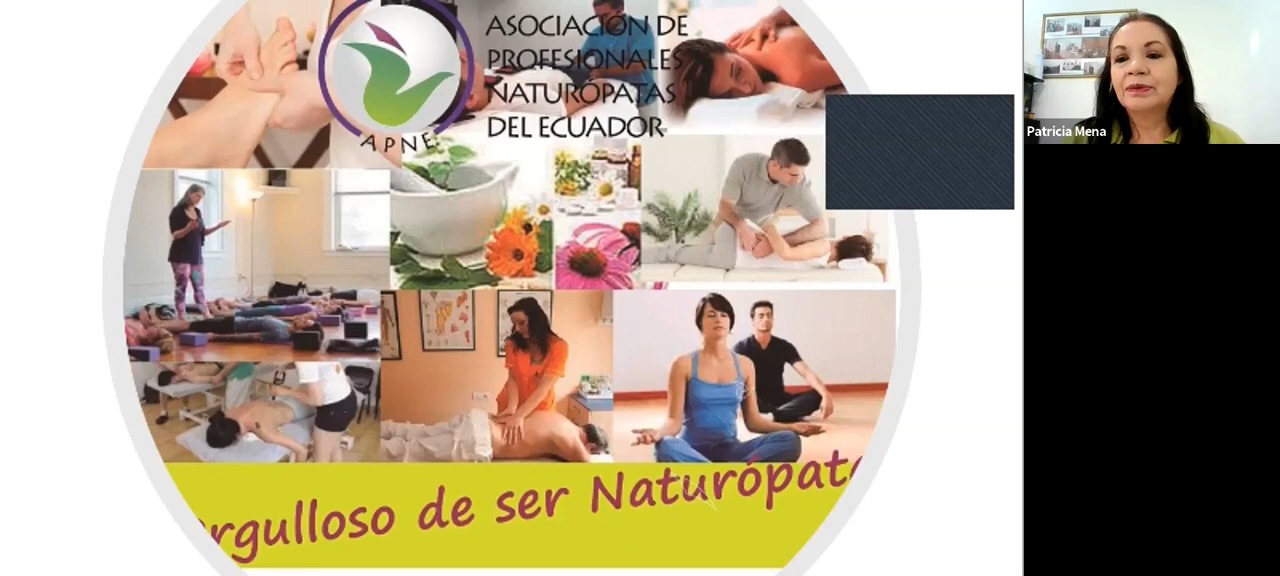 ASOCIACIÓN DE
PROFESIONALES
NATURÓPATAS
DEL ECUADOR
APNE
rgulloso de ser Naturópat
Patricia Mena